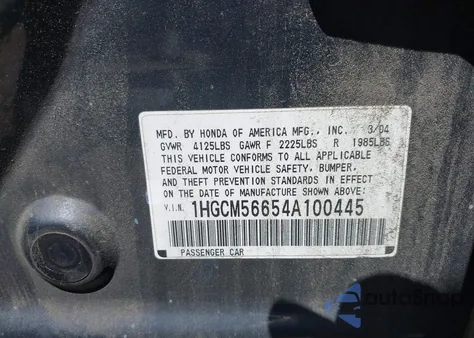 MFD. BY HONDA OF AMERICA MFG., INC. 3/04
GVWR 4125LBS GAWR F 2225LBS R 1985LBS
THIS VEHICLE CONFORMS TO ALL APPLICABLE
FEDERAL MOTOR VEHICLE SAFETY, BUMPER,
AND THEFT PREVENTION STANDARDS IN EFFECT
ON THE DATE OF MANUFACTURE SHOWN ABOVE.
V.I.N. 1HGCM56654A100445
PASSENGER CAR
AutoSnap